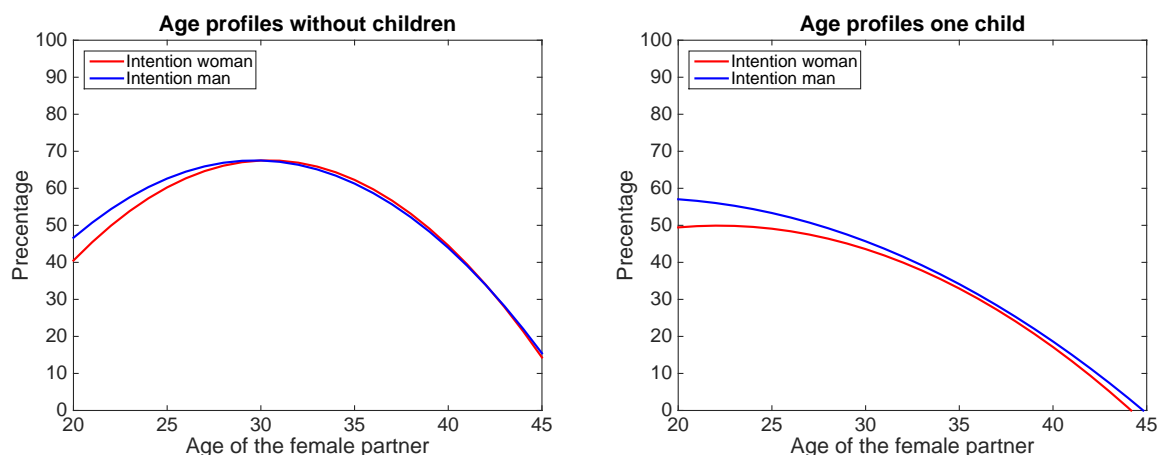 Age profiles without children
100
90
80
70
60
50
40
30
20
10
0
Precentage
Intention woman
Intention man
20 25 30 35 40 45
Age of the female partner
Age profiles one child
100
90
80
70
60
50
40
30
20
10
0
Precentage
Intention woman
Intention man
20 25 30 35 40 45
Age of the female partner